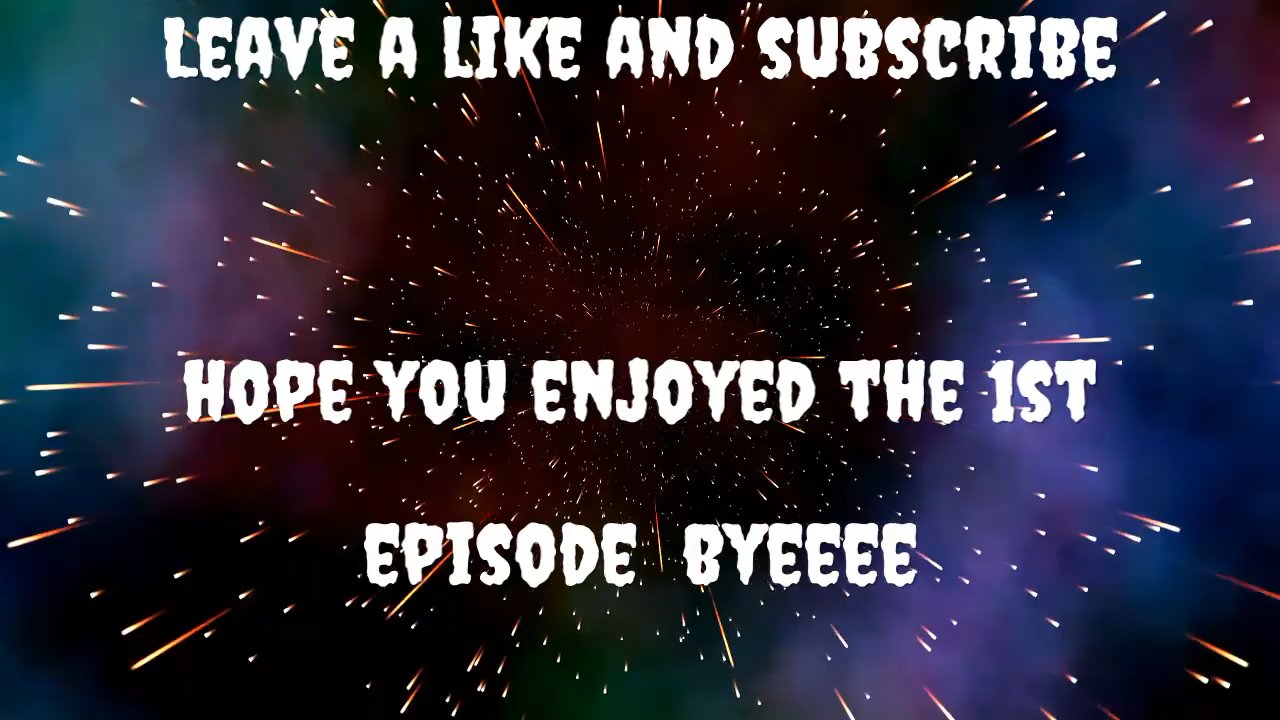 LEAVE A LIKE AND SUBSCRIBE
HOPE YOU ENJOYED THE 1ST
EPISODE BYEEEE